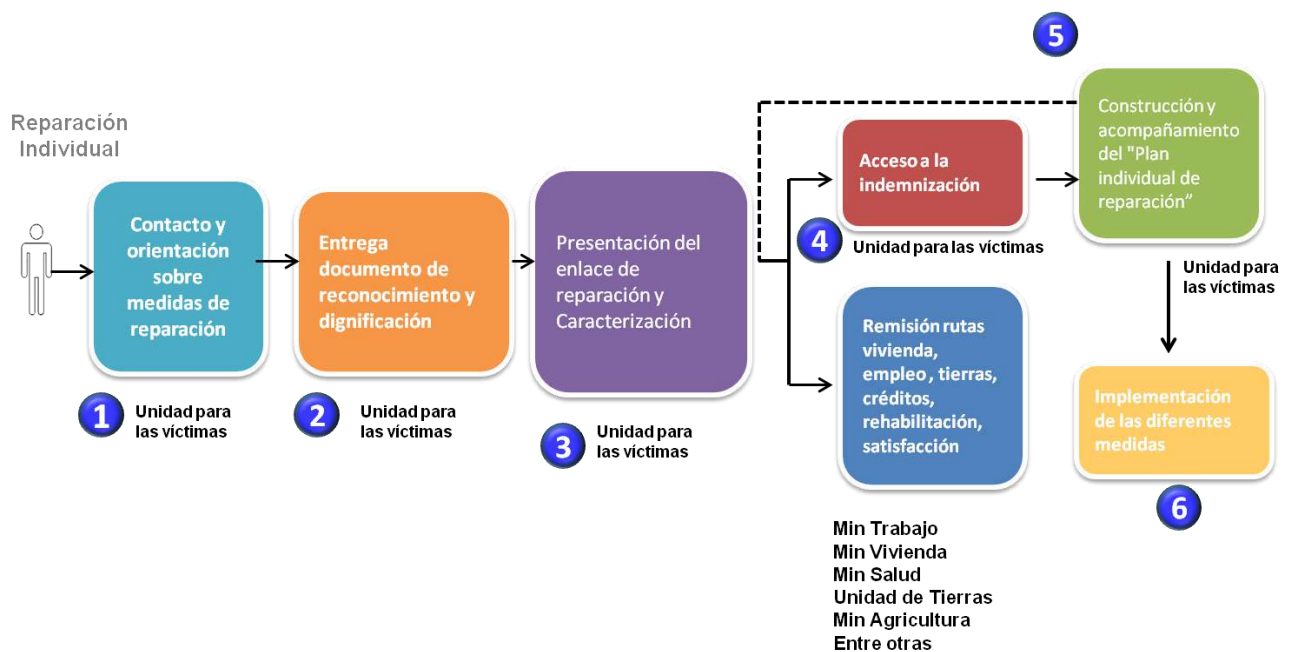 Reparación
Individual
Contacto y
orientación
sobre
medidas de
reparación
1
Unidad para
las víctimas
Entrega
documento de
reconocimiento y
dignificación
2
Unidad para
las víctimas
Presentación del
enlace de
reparación y
Caracterización
3
Unidad para
las víctimas
Acceso a la
indemnización
4
Unidad para las víctimas
Remisión rutas
vivienda,
empleo , tierras,
créditos,
rehabilitación,
satisfacción
Min Trabajo
Min Vivienda
Min Salud
Unidad de Tierras
Min Agricultura
Entre otras
5
Construcción y
acompañamiento
del "Plan
individual de
reparación”
Unidad para
las víctimas
Implementación
de las diferentes
medidas
6